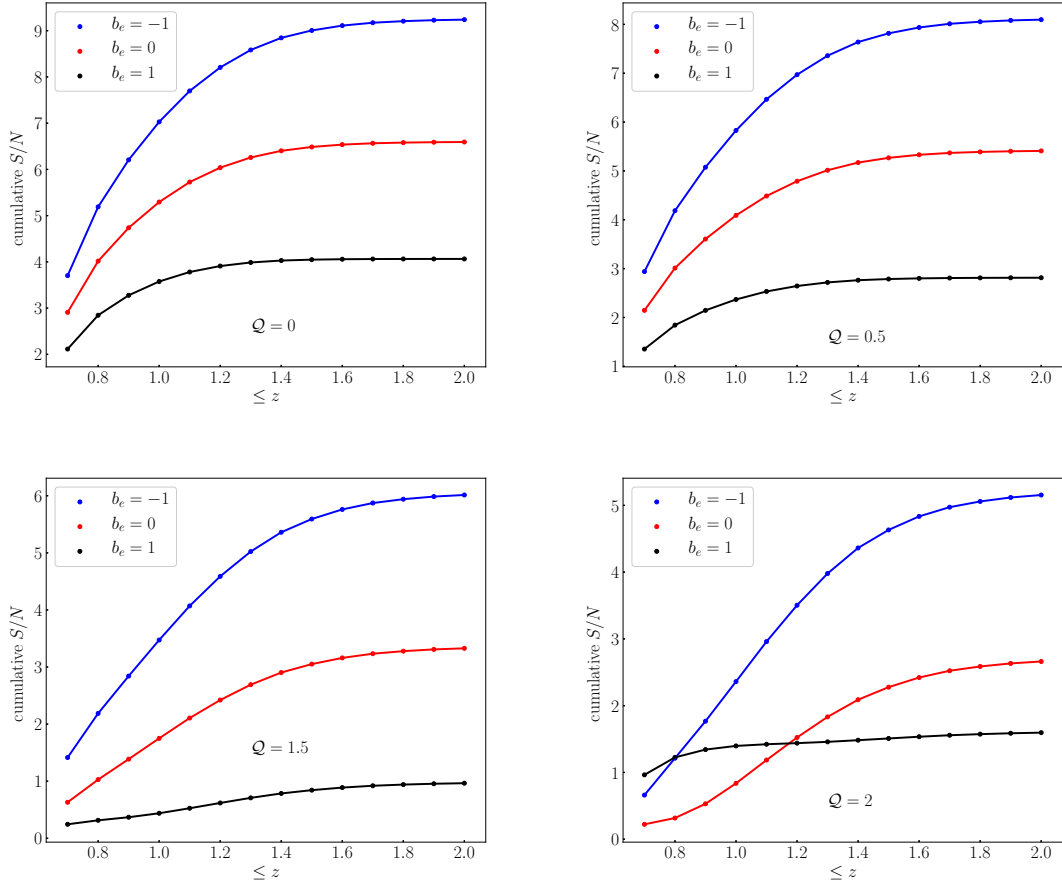 9
8
7
6
5
4
3
2
cumulative S/N
b_e = −1
b_e = 0
b_e = 1
𝒬 = 0
0.8 1.0 1.2 1.4 1.6 1.8 2.0
≤ z
8
7
6
5
4
3
2
1
cumulative S/N
b_e = −1
b_e = 0
b_e = 1
𝒬 = 0.5
0.8 1.0 1.2 1.4 1.6 1.8 2.0
≤ z
6
5
4
3
2
1
0
cumulative S/N
b_e = −1
b_e = 0
b_e = 1
𝒬 = 1.5
0.8 1.0 1.2 1.4 1.6 1.8 2.0
≤ z
5
4
3
2
1
0
cumulative S/N
b_e = −1
b_e = 0
b_e = 1
𝒬 = 2
0.8 1.0 1.2 1.4 1.6 1.8 2.0
≤ z